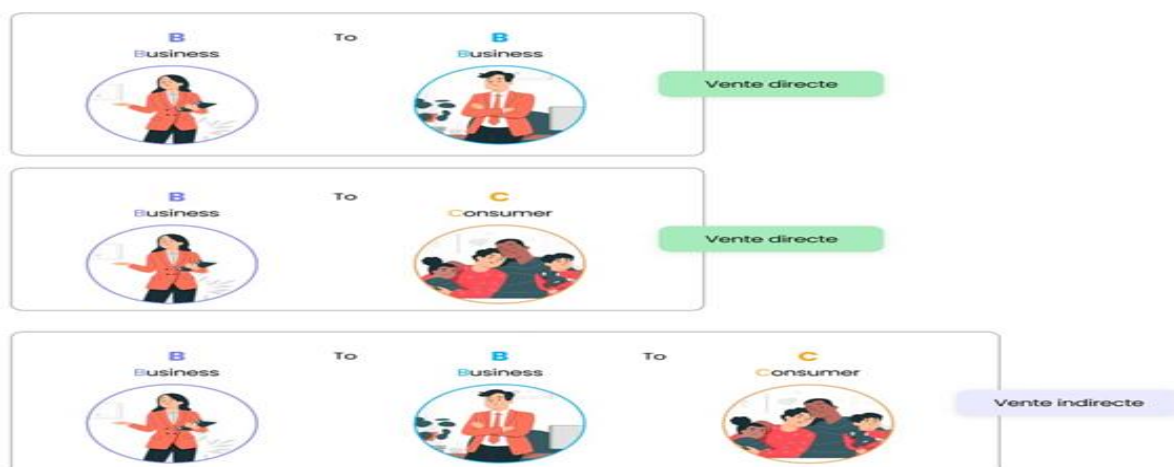 B To B
Business Business
Vente directe
B To C
Business Consumer
Vente directe
B To B To C
Business Business Consumer
Vente indirecte